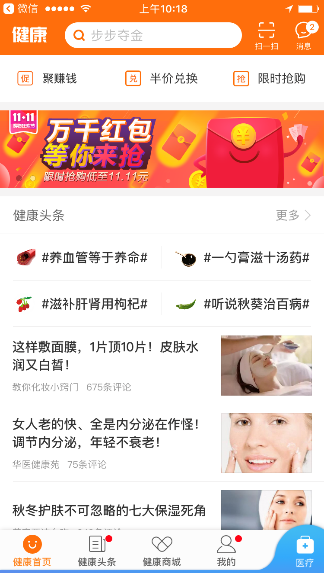 微信
上午10:18
健康
步步夺金
扫一扫
消息
2
促 聚赚钱
兑 半价兑换
抢 限时抢购
11·11
万千红包
等你来抢
限时抢购低至11.11元
健康头条
更多
#养血管等于养命#
#一勺膏滋十汤药#
#滋补肝肾用枸杞#
#听说秋葵治百病#
这样敷面膜，1片顶10片！皮肤水
润又白皙！
教你化妆小窍门 675条评论
女人老的快、全是内分泌在作怪！
调节内分泌，年轻不衰老！
华医健康苑 75条评论
秋冬护肤不可忽略的七大保湿死角
健康首页
健康头条
健康商城
我的
医疗